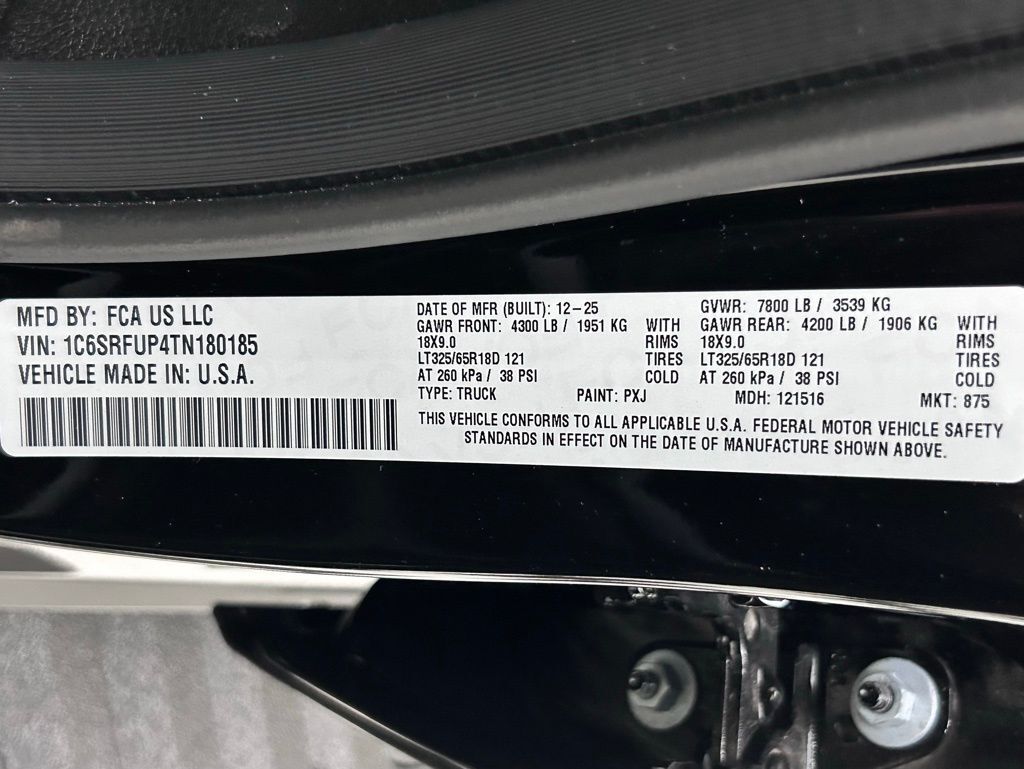 MFD BY: FCA US LLC
VIN: 1C6SRFUP4TN180185
VEHICLE MADE IN: U.S.A.
DATE OF MFR (BUILT): 12-25
GVWR: 7800 LB / 3539 KG
GAWR FRONT: 4300 LB / 1951 KG WITH
18X9.0 RIMS
LT325/65R18D 121 TIRES
AT 260 kPa / 38 PSI COLD
GAWR REAR: 4200 LB / 1906 KG WITH
18X9.0 RIMS
LT325/65R18D 121 TIRES
AT 260 kPa / 38 PSI COLD
TYPE: TRUCK PAINT: PXJ MDH: 121516 MKT: 875
THIS VEHICLE CONFORMS TO ALL APPLICABLE U.S.A. FEDERAL MOTOR VEHICLE SAFETY
STANDARDS IN EFFECT ON THE DATE OF MANUFACTURE SHOWN ABOVE.